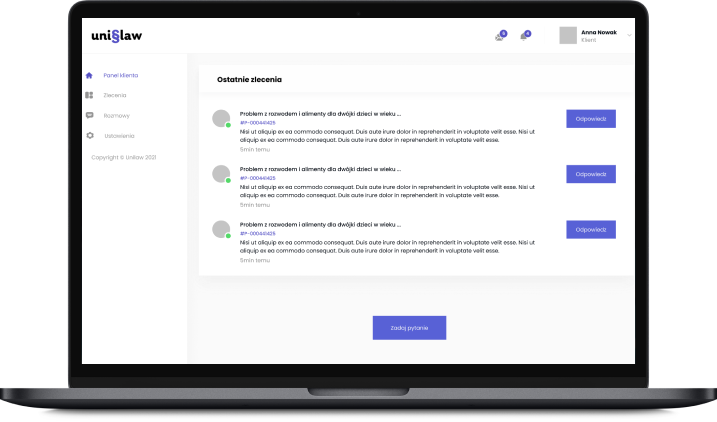 uni§law
5
4
Anna Nowak
Klient
Panel klienta
Zlecenia
Rozmowy
Ustawienia
Copyright © Unilaw 2021
Ostatnie zlecenia
Problem z rozwodem i alimenty dla dwójki dzieci w wieku ...
#P-000441425
Nisi ut aliquip ex ea commodo consequat. Duis aute irure dolor in reprehenderit in voluptate velit esse. Nisi ut
aliquip ex ea commodo consequat. Duis aute irure dolor in reprehenderit in voluptate velit esse.
5min temu
Odpowiedz
Problem z rozwodem i alimenty dla dwójki dzieci w wieku ...
#P-000441425
Nisi ut aliquip ex ea commodo consequat. Duis aute irure dolor in reprehenderit in voluptate velit esse. Nisi ut
aliquip ex ea commodo consequat. Duis aute irure dolor in reprehenderit in voluptate velit esse.
5min temu
Odpowiedz
Problem z rozwodem i alimenty dla dwójki dzieci w wieku ...
#P-000441425
Nisi ut aliquip ex ea commodo consequat. Duis aute irure dolor in reprehenderit in voluptate velit esse. Nisi ut
aliquip ex ea commodo consequat. Duis aute irure dolor in reprehenderit in voluptate velit esse.
5min temu
Odpowiedz
Zadaj pytanie